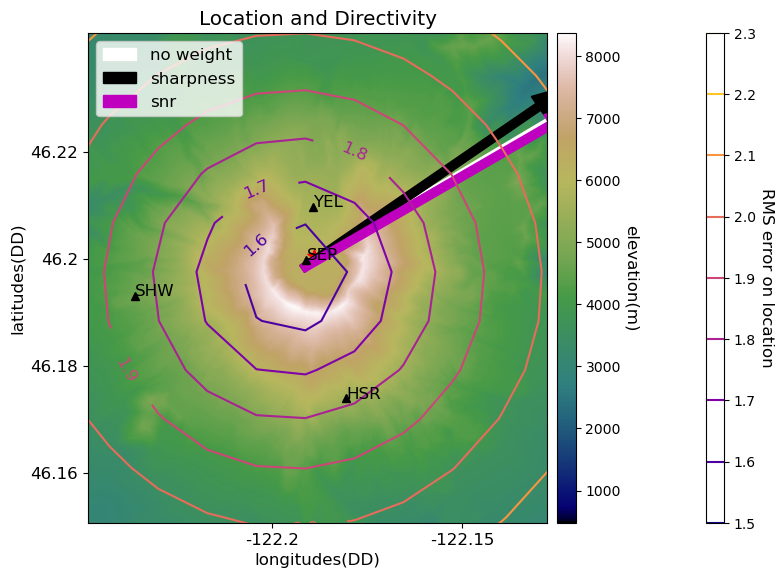 Location and Directivity
no weight
sharpness
snr
46.22
46.2
46.18
46.16
latitudes(DD)
-122.2
-122.15
longitudes(DD)
1.8
1.7
1.6
1.9
YEL
SEP
SHW
HSR
8000
7000
6000
5000
4000
3000
2000
1000
elevation(m)
2.3
2.2
2.1
2.0
1.9
1.8
1.7
1.6
1.5
RMS error on location